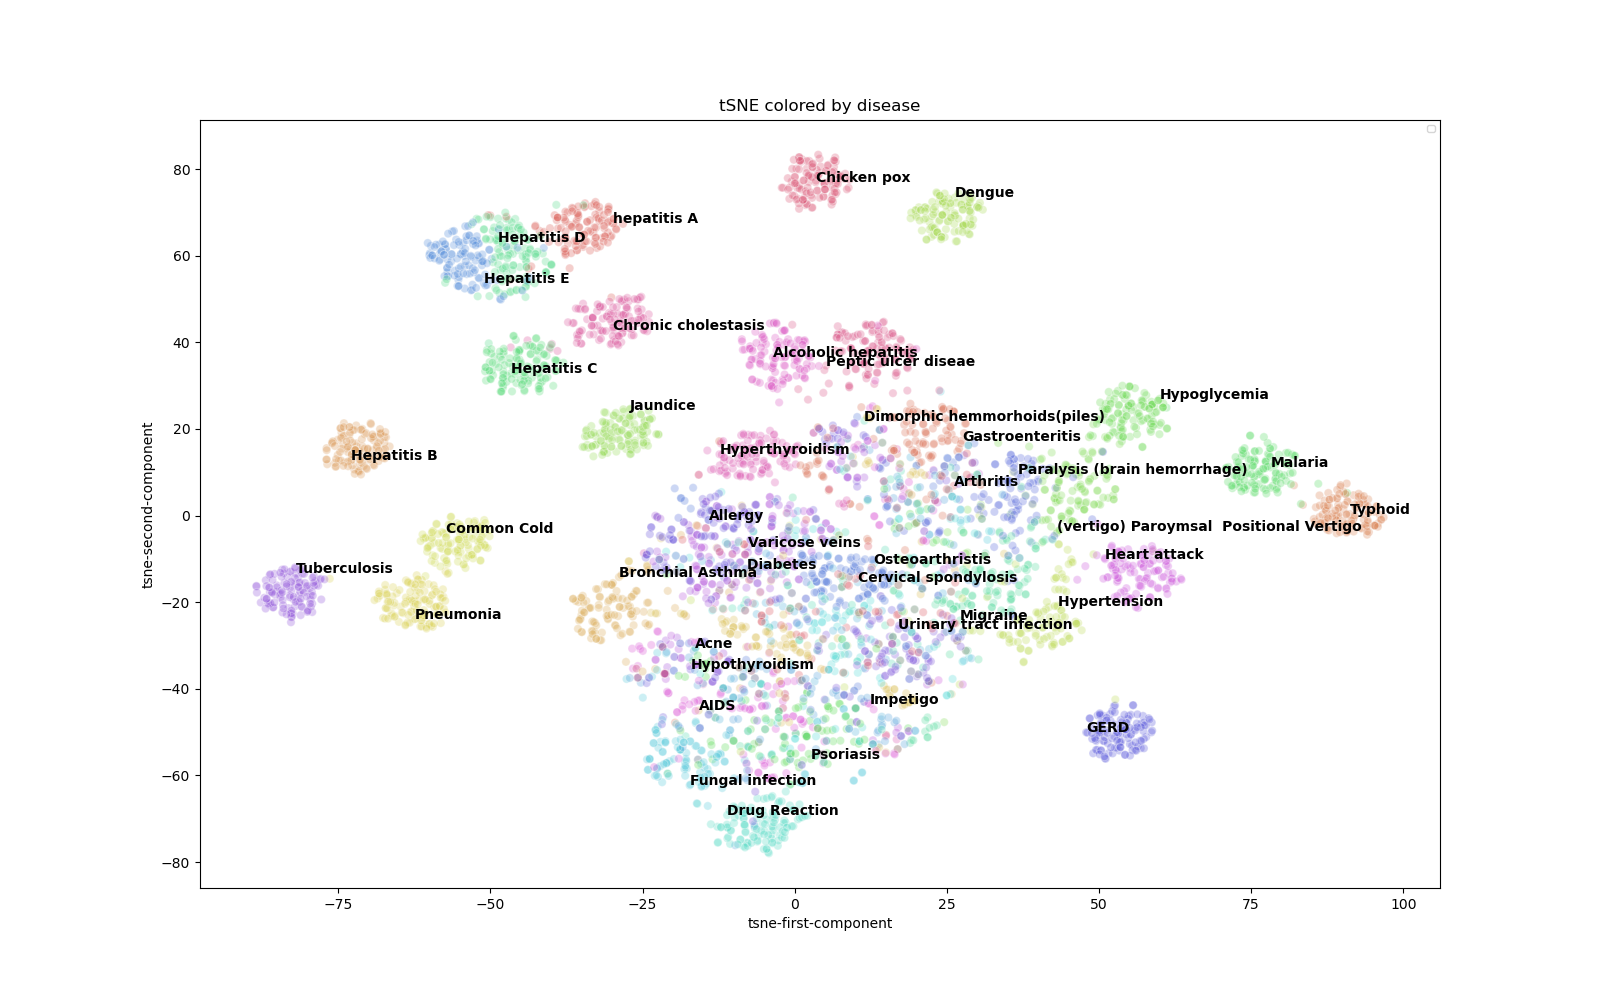 tSNE colored by disease
Chicken pox
Dengue
hepatitis A
Hepatitis D
Hepatitis E
Chronic cholestasis
Alcoholic hepatitis
Peptic ulcer diseae
Hepatitis C
Hypoglycemia
Jaundice
Dimorphic hemmorhoids(piles)
Gastroenteritis
Hyperthyroidism
Hepatitis B
Malaria
Paralysis (brain hemorrhage)
Arthritis
Typhoid
Allergy
(vertigo) Paroymsal  Positional Vertigo
Common Cold
Varicose veins
Heart attack
Osteoarthristis
Diabetes
Tuberculosis
Bronchial Asthma
Cervical spondylosis
Hypertension
Pneumonia
Migraine
Urinary tract infection
Acne
Hypothyroidism
Impetigo
AIDS
GERD
Psoriasis
Fungal infection
Drug Reaction
80
60
40
20
0
−20
−40
−60
−80
tsne-second-component
−75
−50
−25
0
25
50
75
100
tsne-first-component